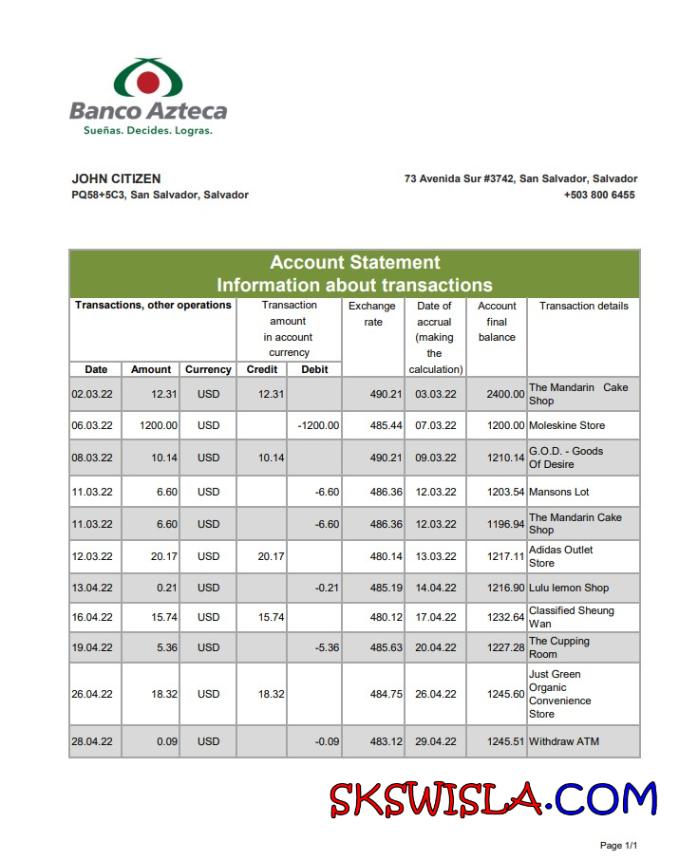 Banco Azteca
Sueñas. Decides. Logras.
JOHN CITIZEN
PQ58+5C3, San Salvador, Salvador
73 Avenida Sur #3742, San Salvador, Salvador
+503 800 6455
Account Statement
Information about transactions
Transactions, other operations
Transaction
amount
in account
currency
Exchange
rate
Date of
accrual
(making
the
calculation)
Account
final
balance
Transaction details
Date Amount Currency Credit Debit
02.03.22 12.31 USD 12.31 490.21 03.03.22 2400.00 The Mandarin Cake
Shop
06.03.22 1200.00 USD -1200.00 485.44 07.03.22 1200.00 Moleskine Store
08.03.22 10.14 USD 10.14 490.21 09.03.22 1210.14 G.O.D. - Goods
Of Desire
11.03.22 6.60 USD -6.60 486.36 12.03.22 1203.54 Mansons Lot
11.03.22 6.60 USD -6.60 486.36 12.03.22 1196.94 The Mandarin Cake
Shop
12.03.22 20.17 USD 20.17 480.14 13.03.22 1217.11 Adidas Outlet
Store
13.04.22 0.21 USD -0.21 485.19 14.04.22 1216.90 Lulu lemon Shop
16.04.22 15.74 USD 15.74 480.12 17.04.22 1232.64 Classified Sheung
Wan
19.04.22 5.36 USD -5.36 485.63 20.04.22 1227.28 The Cupping
Room
26.04.22 18.32 USD 18.32 484.75 26.04.22 1245.60 Just Green
Organic
Convenience
Store
28.04.22 0.09 USD -0.09 483.12 29.04.22 1245.51 Withdraw ATM
SKSWISLA.COM
Page 1/1